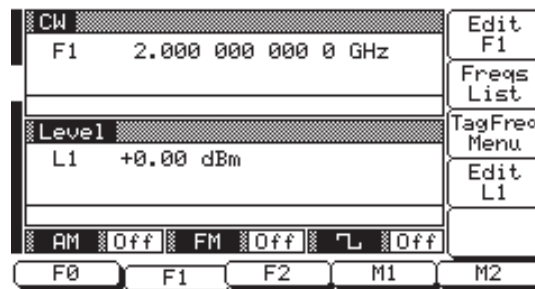 CW
F1 2.000 000 000 0 GHz
Level
L1 +0.00 dBm
AM Off FM Off Off
F0 F1 F2 M1 M2
Edit
F1
Freqs
List
TagFreq
Menu
Edit
L1